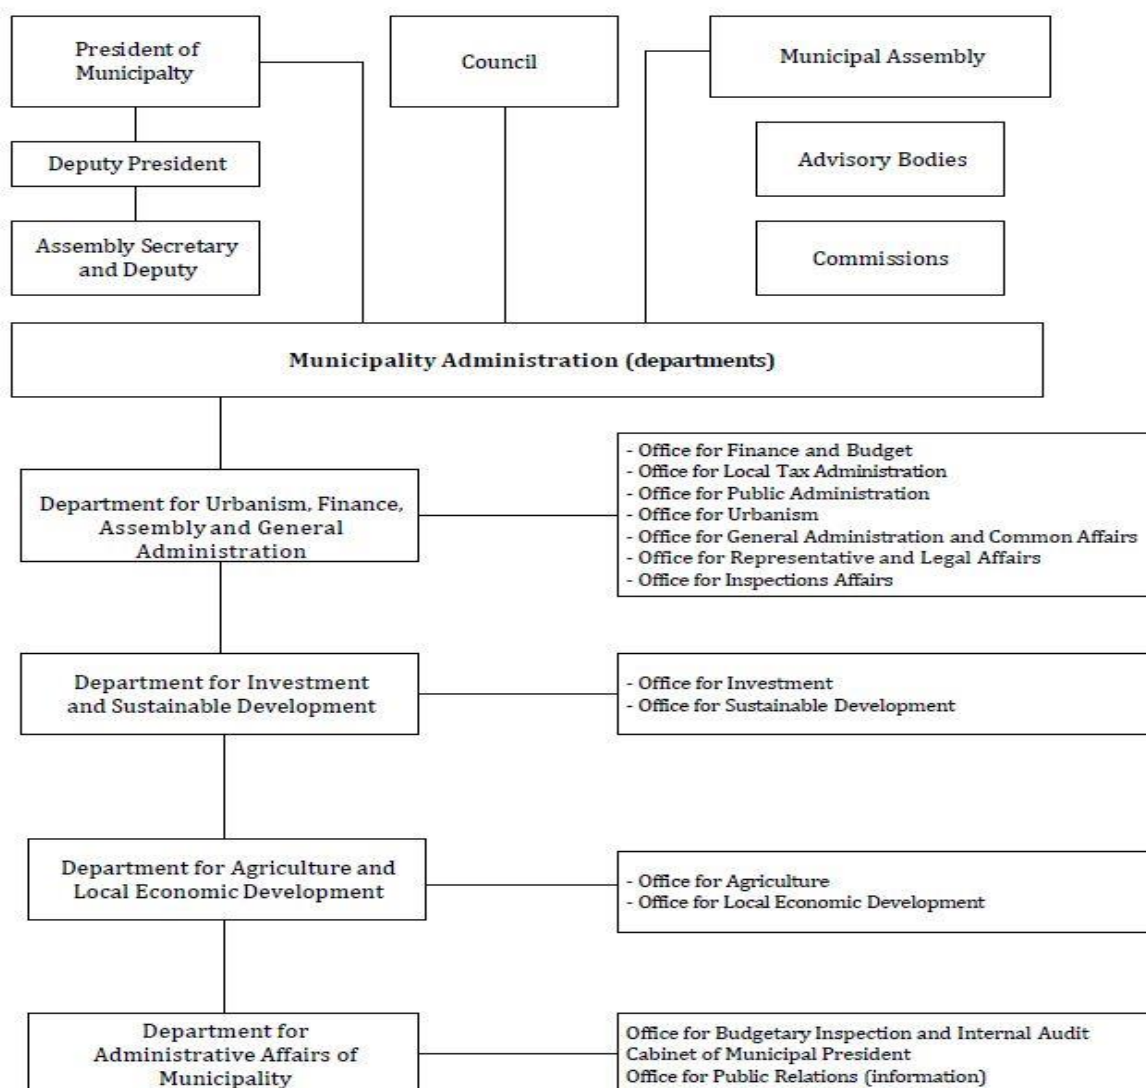 President of
Municipalty
Council
Municipal Assembly
Deputy President
Advisory Bodies
Assembly Secretary
and Deputy
Commissions
Municipality Administration (departments)
Department for Urbanism, Finance,
Assembly and General
Administration
- Office for Finance and Budget
- Office for Local Tax Administration
- Office for Public Administration
- Office for Urbanism
- Office for General Administration and Common Affairs
- Office for Representative and Legal Affairs
- Office for Inspections Affairs
Department for Investment
and Sustainable Development
- Office for Investment
- Office for Sustainable Development
Department for Agriculture and
Local Economic Development
- Office for Agriculture
- Office for Local Economic Development
Department for
Administrative Affairs of
Municipality
Office for Budgetary Inspection and Internal Audit
Cabinet of Municipal President
Office for Public Relations (information)